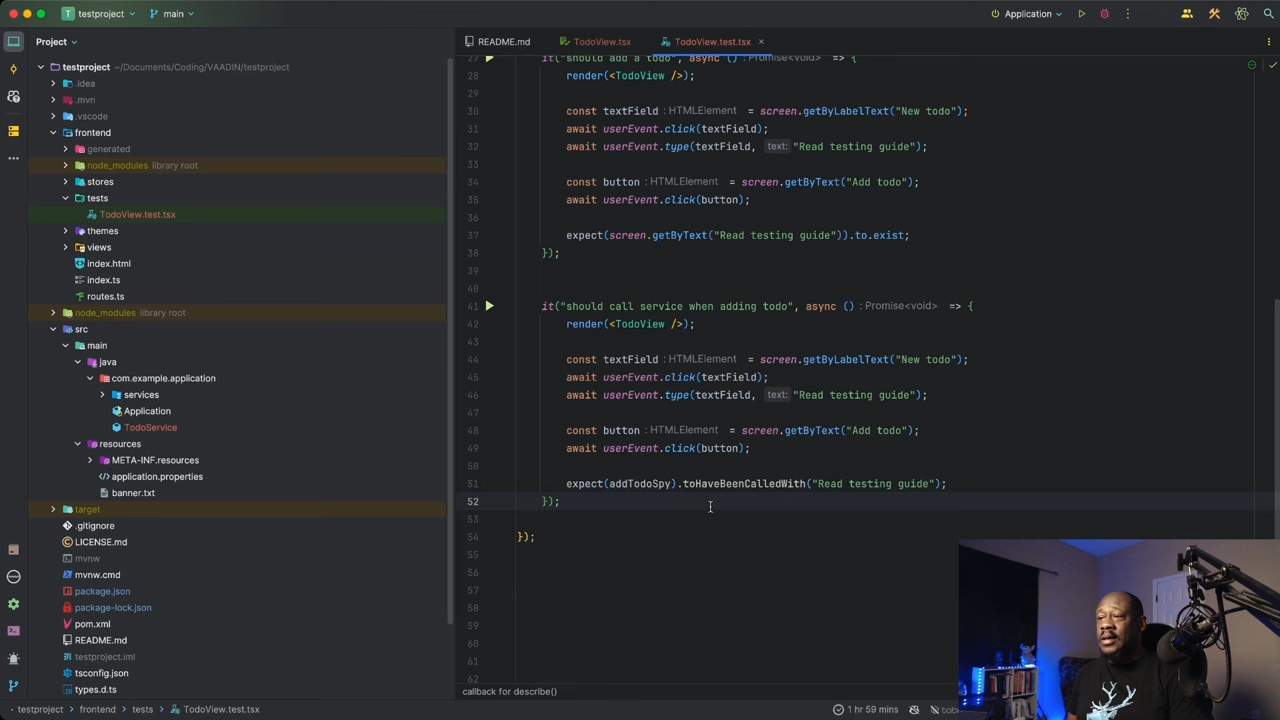 testproject
main
Application
Project
README.md
TodoView.tsx
TodoView.test.tsx
testproject ~/Documents/Coding/VAADIN/testproject
.idea
.mvn
.vscode
frontend
generated
node_modules library root
stores
tests
TodoView.test.tsx
themes
views
index.html
index.ts
routes.ts
node_modules library root
src
main
java
com.example.application
services
Application
TodoService
resources
META-INF.resources
application.properties
banner.txt
target
.gitignore
LICENSE.md
mvnw
mvnw.cmd
package.json
package-lock.json
pom.xml
README.md
testproject.iml
tsconfig.json
types.d.ts
27 it("should add a todo", async () :Promise<void> => {
28 render(<TodoView />);
29
30 const textField : HTMLElement = screen.getByLabelText("New todo");
31 await userEvent.click(textField);
32 await userEvent.type(textField, text: "Read testing guide");
33
34 const button : HTMLElement = screen.getByText("Add todo");
35 await userEvent.click(button);
36
37 expect(screen.getByText("Read testing guide")).to.exist;
38 });
39
40
41 it("should call service when adding todo", async () :Promise<void> => {
42 render(<TodoView />);
43
44 const textField : HTMLElement = screen.getByLabelText("New todo");
45 await userEvent.click(textField);
46 await userEvent.type(textField, text: "Read testing guide");
47
48 const button : HTMLElement = screen.getByText("Add todo");
49 await userEvent.click(button);
50
51 expect(addTodoSpy).toHaveBeenCalledWith("Read testing guide");
52 });
53
54 });
55
56
57
58
59
60
61
62
callback for describe()
testproject > frontend > tests > TodoView.test.tsx
1 hr 59 mins